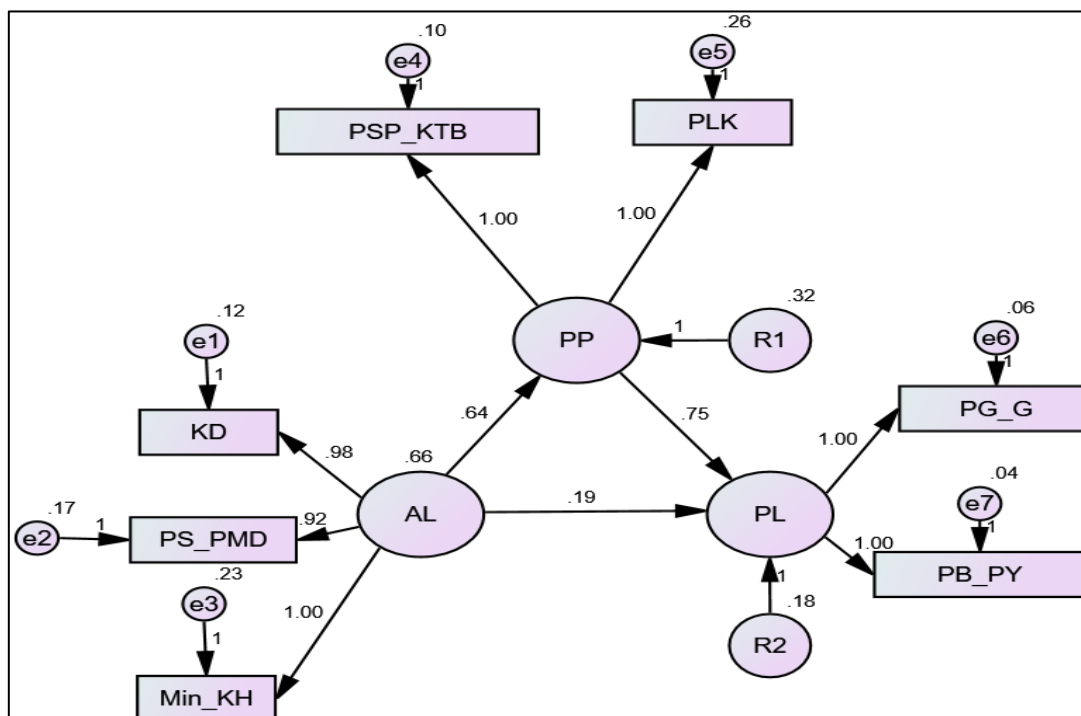 .10
e4
1
PSP_KTB
.26
e5
1
PLK
1.00
1.00
.12
e1
1
KD
PP
1
.32
R1
.06
e6
1
PG_G
.64
.75
.98
.66
1.00
.17
e2
1
PS_PMD
.92
AL
.19
PL
.04
e7
1
1.00
PB_PY
.23
e3
1
1.00
1
.18
R2
Min_KH